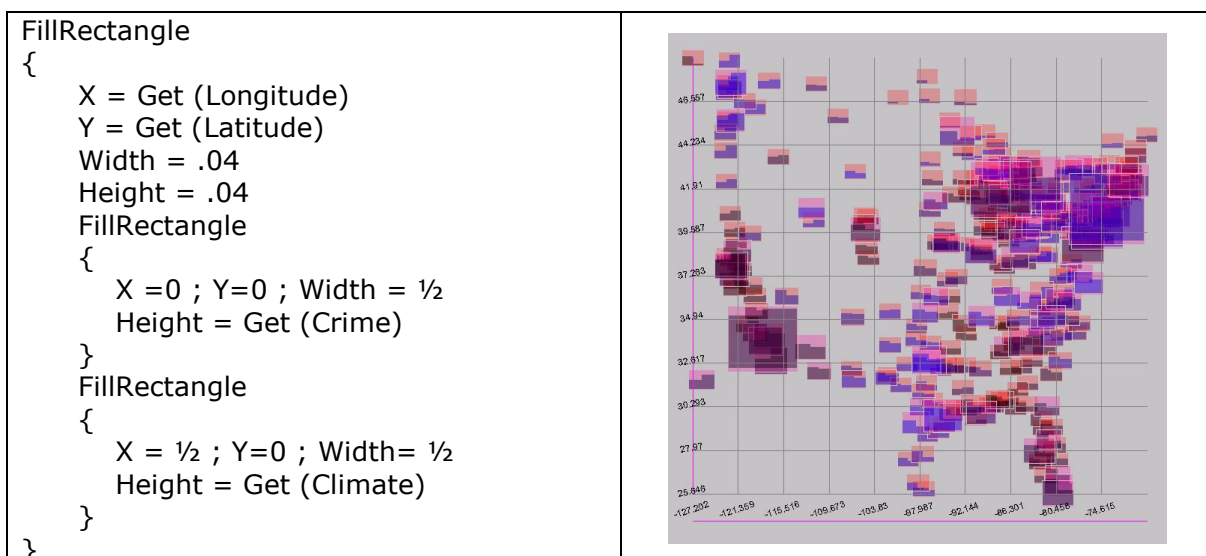 FillRectangle
{
X = Get (Longitude)
Y = Get (Latitude)
Width = .04
Height = .04
FillRectangle
{
X =0 ; Y=0 ; Width = ½
Height = Get (Crime)
}
FillRectangle
{
X = ½ ; Y=0 ; Width= ½
Height = Get (Climate)
}
}
46.557
44.234
41.91
39.587
37.263
34.94
32.617
30.293
27.97
25.646
-127.202 -121.359 -115.516 -109.673 -103.83 -97.987 -92.144 -86.301 -80.458 -74.615